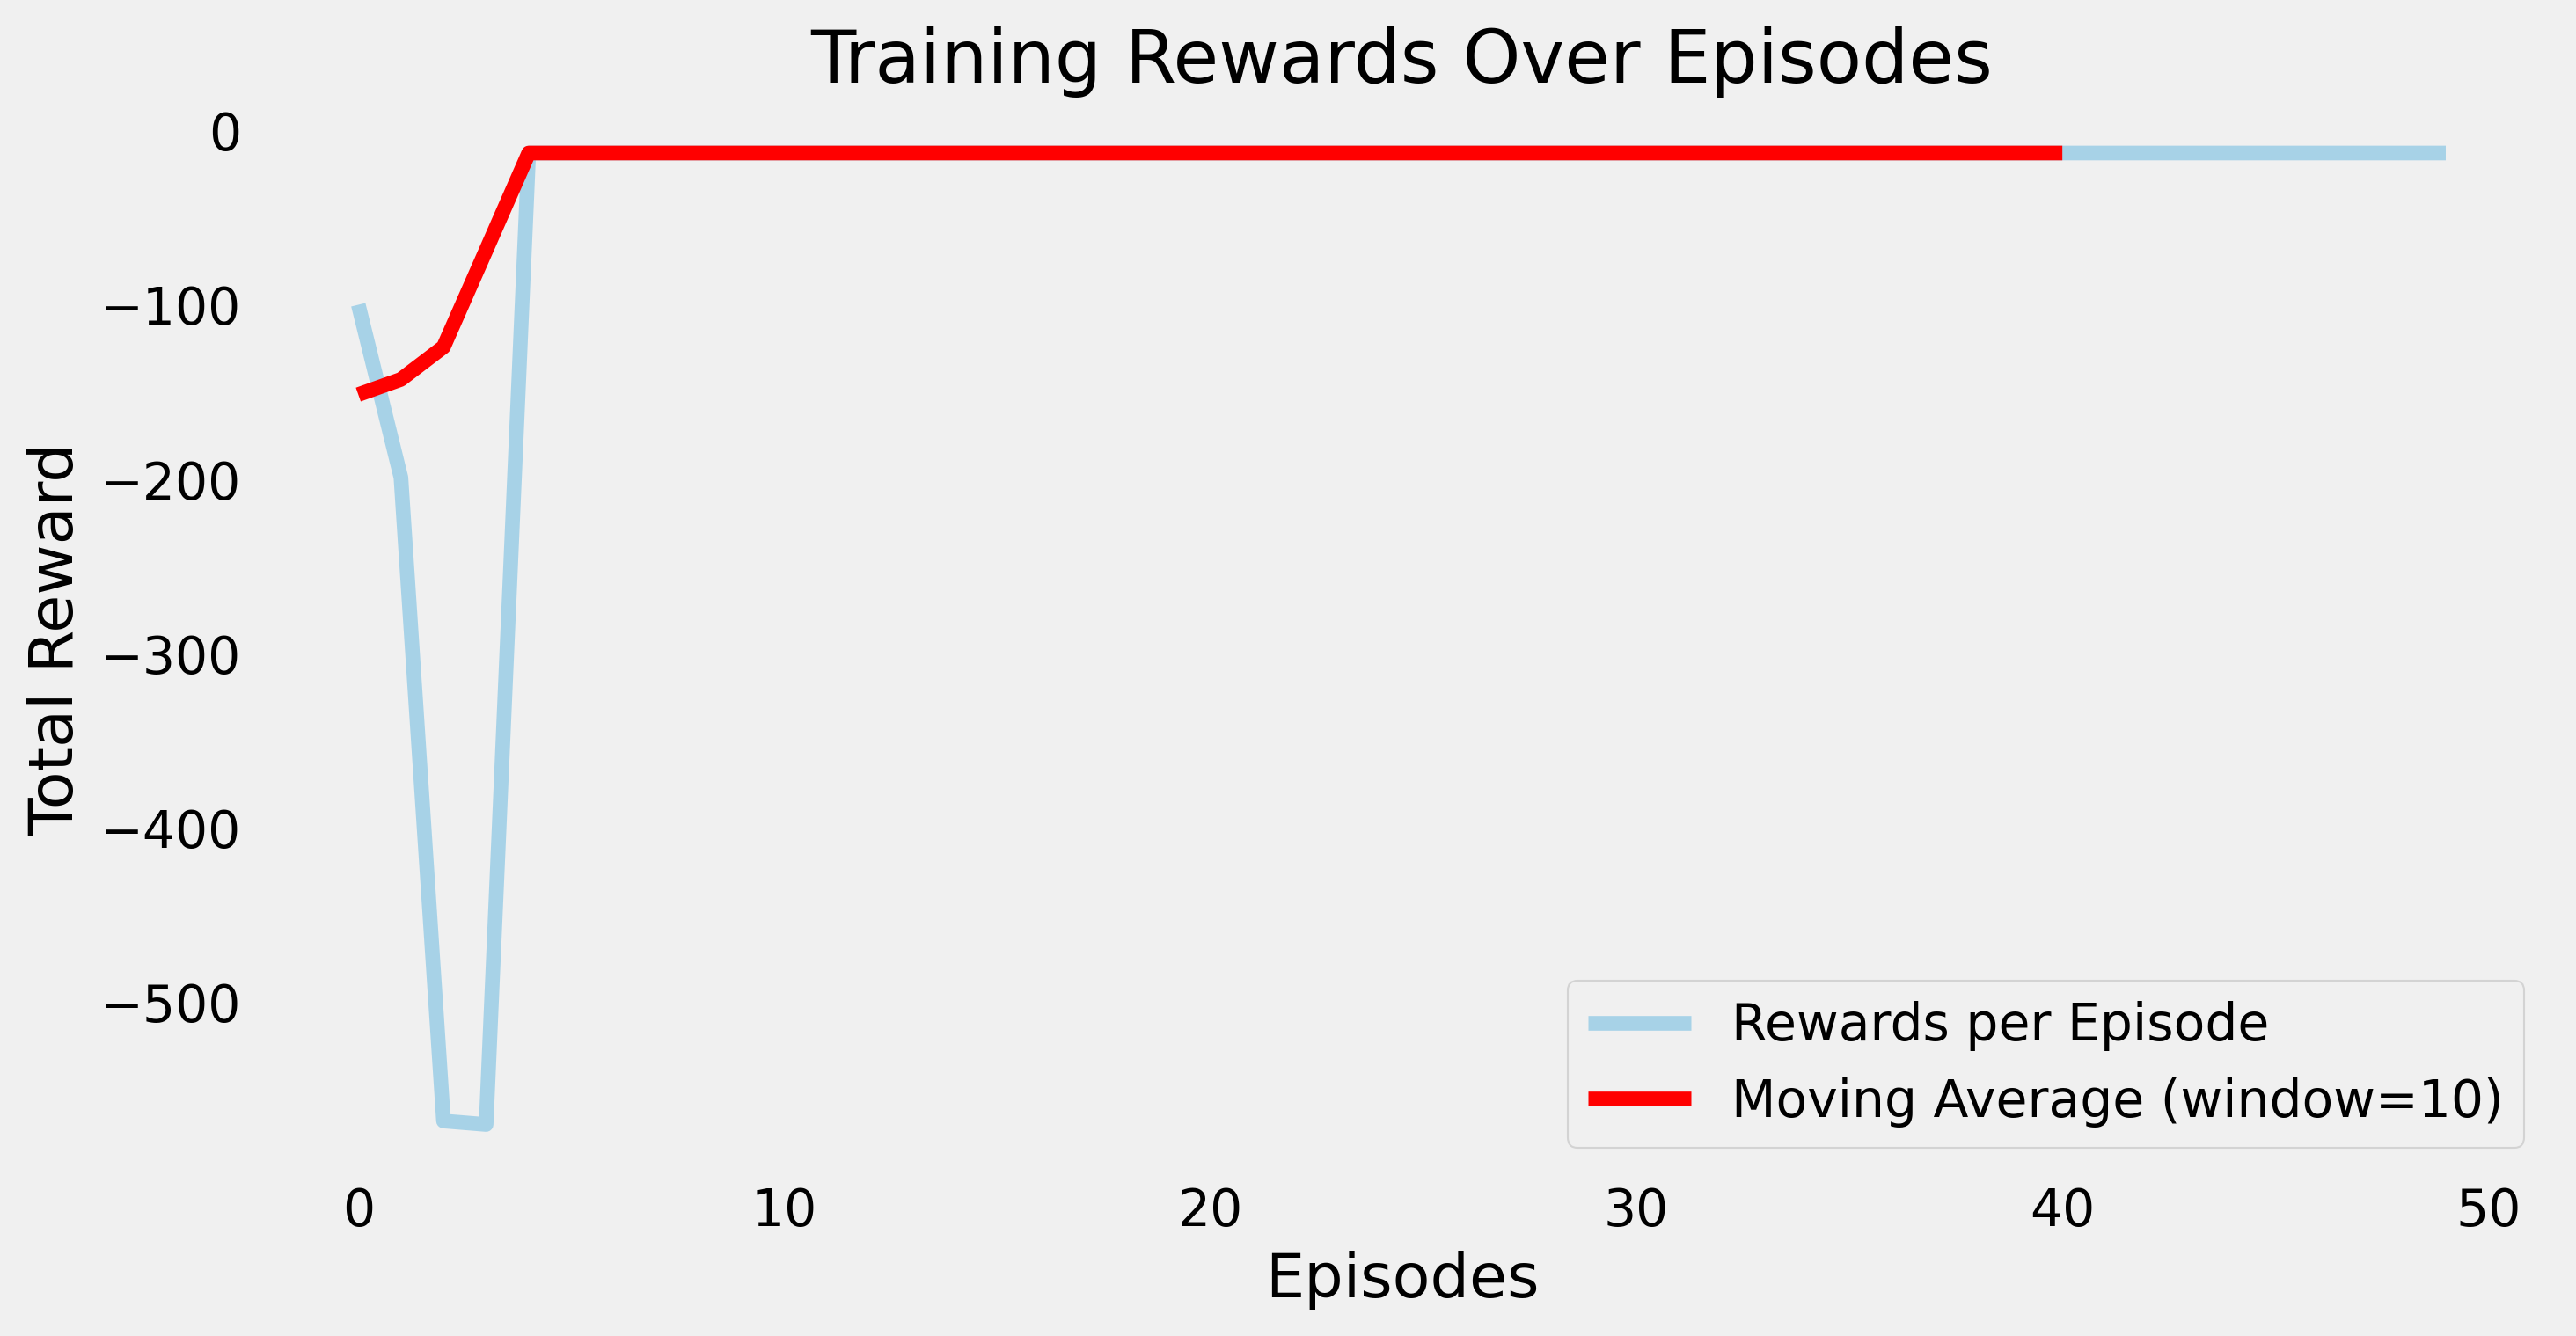 Training Rewards Over Episodes
0
−100
−200
−300
−400
−500
Total Reward
Rewards per Episode
Moving Average (window=10)
0 10 20 30 40 50
Episodes